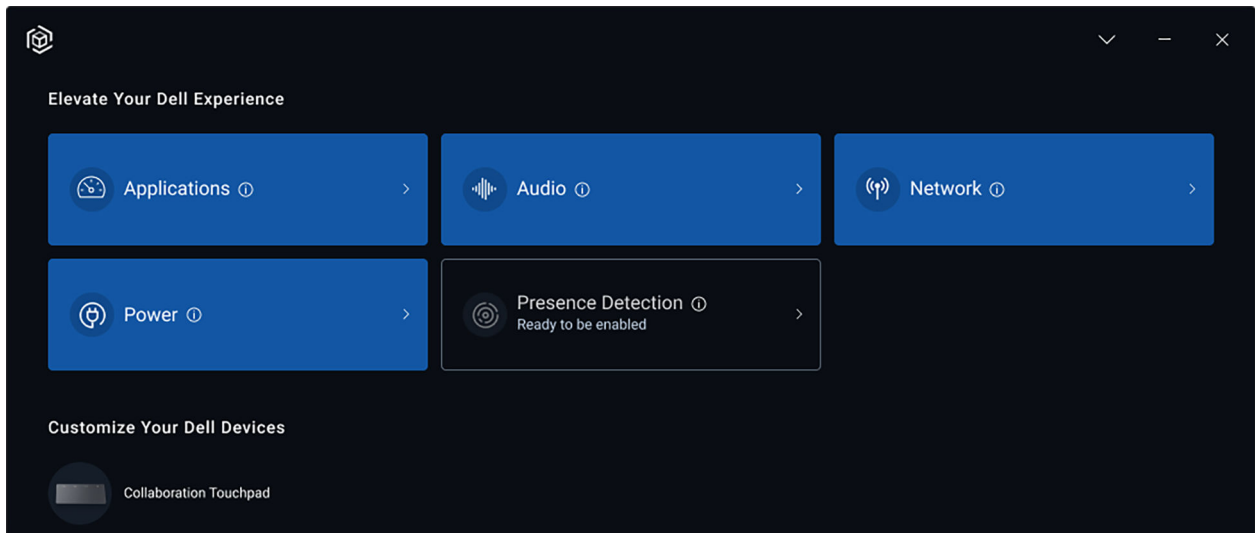 Elevate Your Dell Experience
Applications
Audio
Network
Power
Presence Detection
Ready to be enabled
Customize Your Dell Devices
Collaboration Touchpad